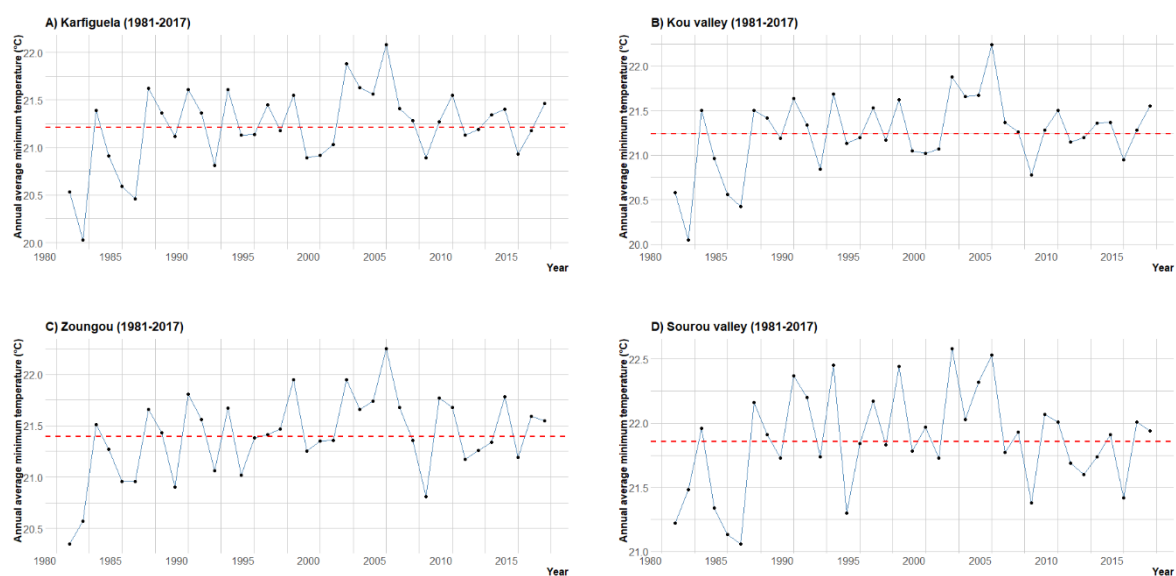 A) Karfiguela (1981-2017)
Annual average minimum temperature (°C)
22.0
21.5
21.0
20.5
20.0
1980 1985 1990 1995 2000 2005 2010 2015
Year
B) Kou valley (1981-2017)
Annual average minimum temperature (°C)
22.0
21.5
21.0
20.5
20.0
1980 1985 1990 1995 2000 2005 2010 2015
Year
C) Zoungou (1981-2017)
Annual average minimum temperature (°C)
22.0
21.5
21.0
20.5
1980 1985 1990 1995 2000 2005 2010 2015
Year
D) Sourou valley (1981-2017)
Annual average minimum temperature (°C)
22.5
22.0
21.5
21.0
1980 1985 1990 1995 2000 2005 2010 2015
Year